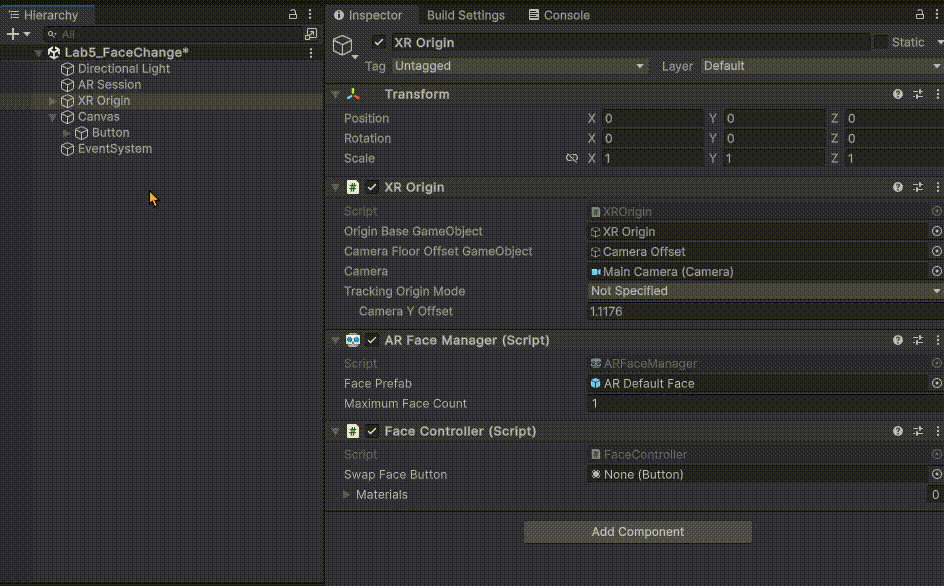 Hierarchy
All
Lab5_FaceChange*
Directional Light
AR Session
XR Origin
Canvas
Button
EventSystem
Inspector Build Settings Console
XR Origin Static
Tag Untagged Layer Default
Transform
Position X 0 Y 0 Z 0
Rotation X 0 Y 0 Z 0
Scale X 1 Y 1 Z 1
# XR Origin
Script # XROrigin
Origin Base GameObject XR Origin
Camera Floor Offset GameObject Camera Offset
Camera Main Camera (Camera)
Tracking Origin Mode Not Specified
Camera Y Offset 1.1176
AR Face Manager (Script)
Script ARFaceManager
Face Prefab AR Default Face
Maximum Face Count 1
# Face Controller (Script)
Script # FaceController
Swap Face Button None (Button)
Materials 0
Add Component